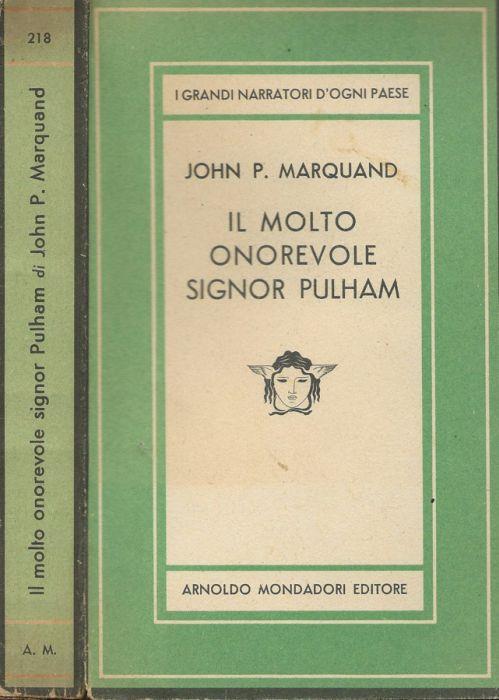 218
Il molto onorevole signor Pulham di John P. Marquand
A. M.
I GRANDI NARRATORI D'OGNI PAESE
JOHN P. MARQUAND
IL MOLTO
ONOREVOLE
SIGNOR PULHAM
ARNOLDO MONDADORI EDITORE